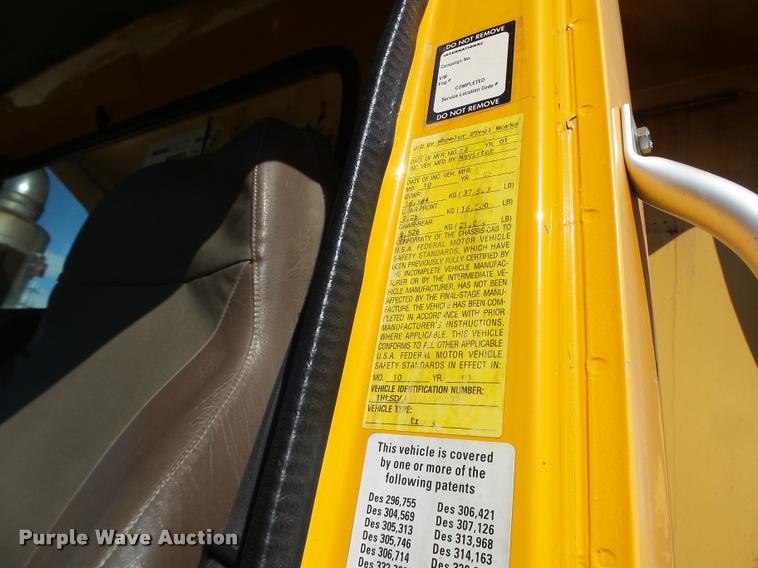 DO NOT REMOVE
INTERNATIONAL
Campaign No.
VIN
Eng #
COMPLETED
Service Location Code #
DO NOT REMOVE
MFD. BY Wheeler Steel Works
DATE OF MFR. MO. 2 YR. 03
INC. VEH. MFD. BY Navistar
DATE OF INC. VEH. MFR.
MO. 10 YR.
GVWR:
KG ( LB)
GAWR-FRONT:
KG ( LB)
GAWR-REAR:
KG ( LB)
CONFORMITY OF THE CHASSIS-CAB TO
U.S.A. FEDERAL MOTOR VEHICLE
SAFETY STANDARDS, WHICH HAVE
BEEN PREVIOUSLY FULLY CERTIFIED BY
THE INCOMPLETE VEHICLE MANUFAC-
TURER OR BY THE INTERMEDIATE VE-
HICLE MANUFACTURER, HAS NOT BEEN
AFFECTED BY THE FINAL-STAGE MANU-
FACTURE. THE VEHICLE HAS BEEN COM-
PLETED IN ACCORDANCE WITH PRIOR
MANUFACTURER'S INSTRUCTIONS,
WHERE APPLICABLE. THIS VEHICLE
CONFORMS TO ALL OTHER APPLICABLE
U.S.A. FEDERAL MOTOR VEHICLE
SAFETY STANDARDS IN EFFECT IN:
MO. 10 YR.
VEHICLE IDENTIFICATION NUMBER:
VEHICLE TYPE:
This vehicle is covered
by one or more of the
following patents
Des 296,755
Des 304,569
Des 305,313
Des 305,746
Des 306,714
Des 306,421
Des 307,126
Des 313,968
Des 314,163
Purple Wave Auction